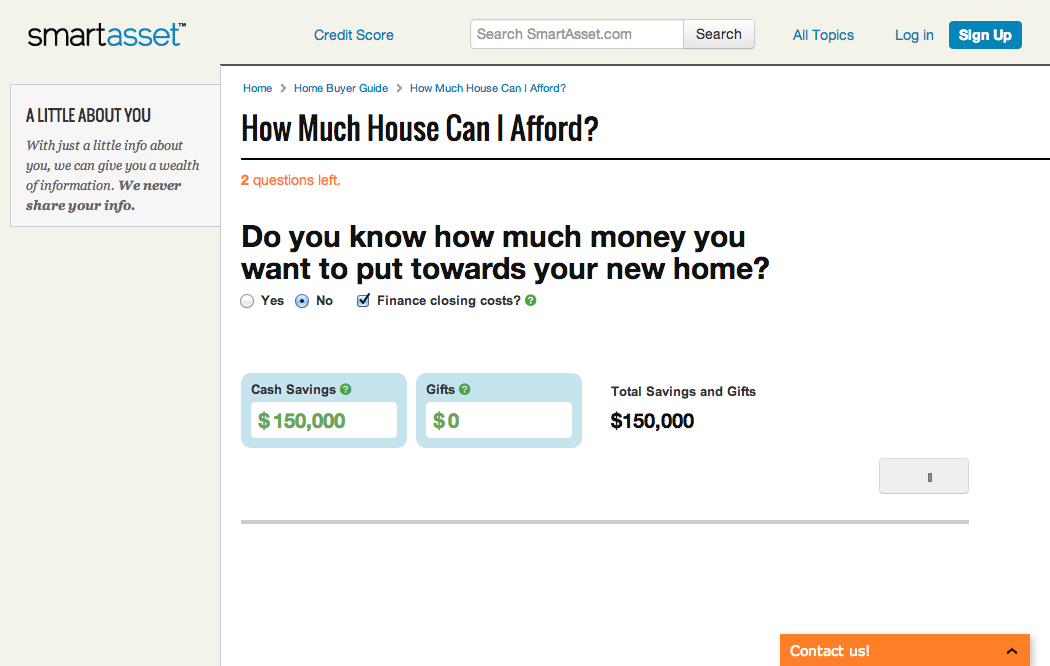 smartasset™
Credit Score
Search SmartAsset.com
Search
All Topics
Log in
Sign Up
A LITTLE ABOUT YOU
With just a little info about
you, we can give you a wealth
of information. We never
share your info.
Home > Home Buyer Guide > How Much House Can I Afford?
How Much House Can I Afford?
2 questions left.
Do you know how much money you
want to put towards your new home?
Yes No Finance closing costs? ?
Cash Savings ?
$ 150,000
Gifts ?
$ 0
Total Savings and Gifts
$150,000
Contact us!